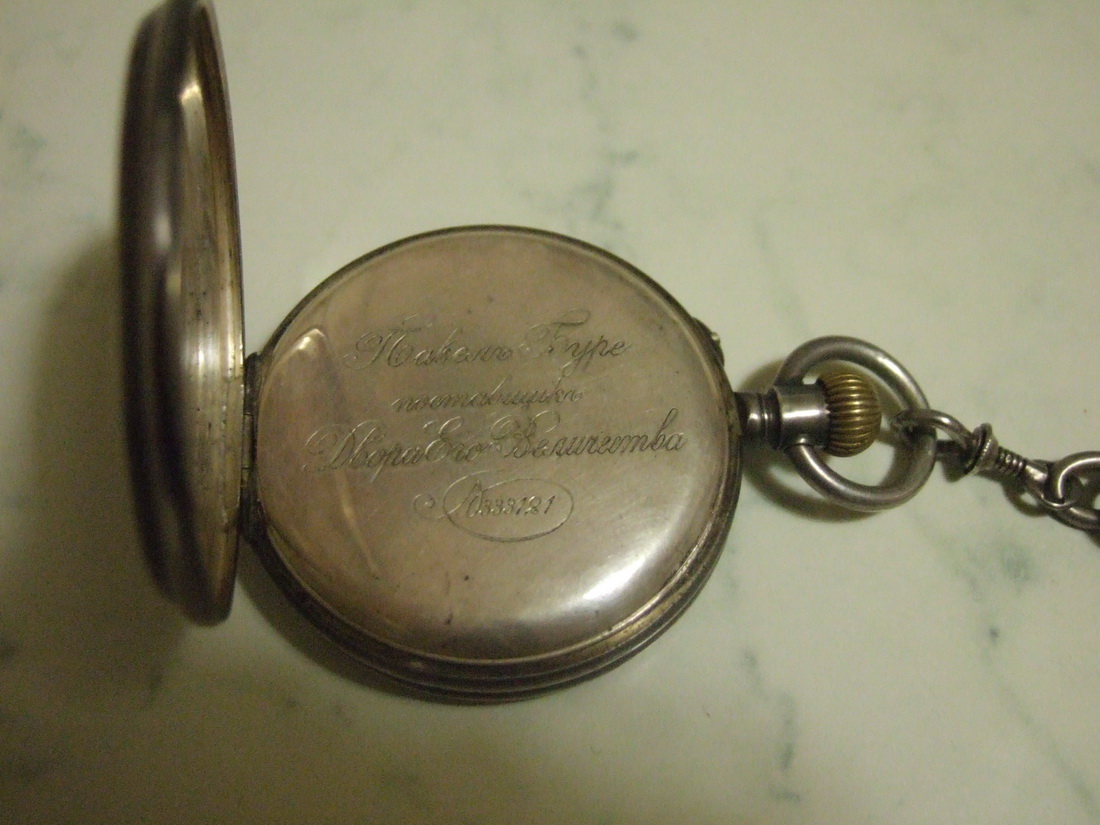 Павелъ Буре
поставщикъ
Двора Его Величества
№333121